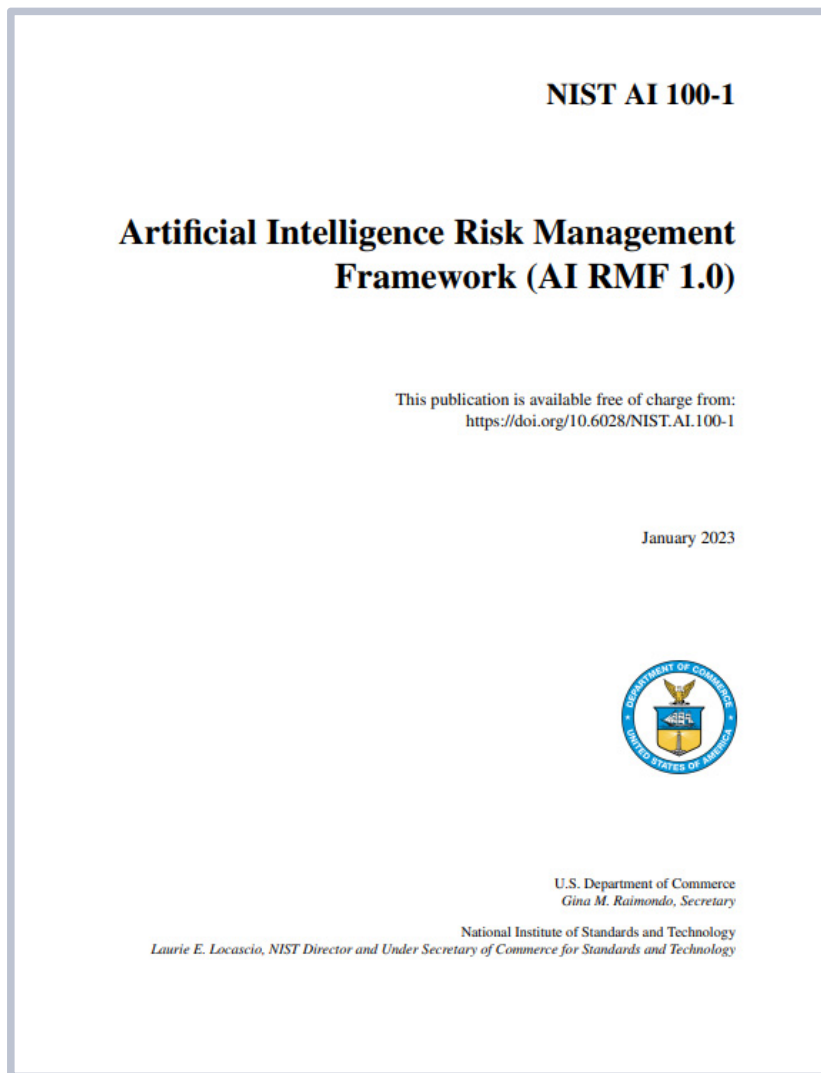 NIST AI 100-1
Artificial Intelligence Risk Management
Framework (AI RMF 1.0)
This publication is available free of charge from:
https://doi.org/10.6028/NIST.AI.100-1
January 2023
DEPARTMENT OF COMMERCE
UNITED STATES OF AMERICA
U.S. Department of Commerce
Gina M. Raimondo, Secretary
National Institute of Standards and Technology
Laurie E. Locascio, NIST Director and Under Secretary of Commerce for Standards and Technology